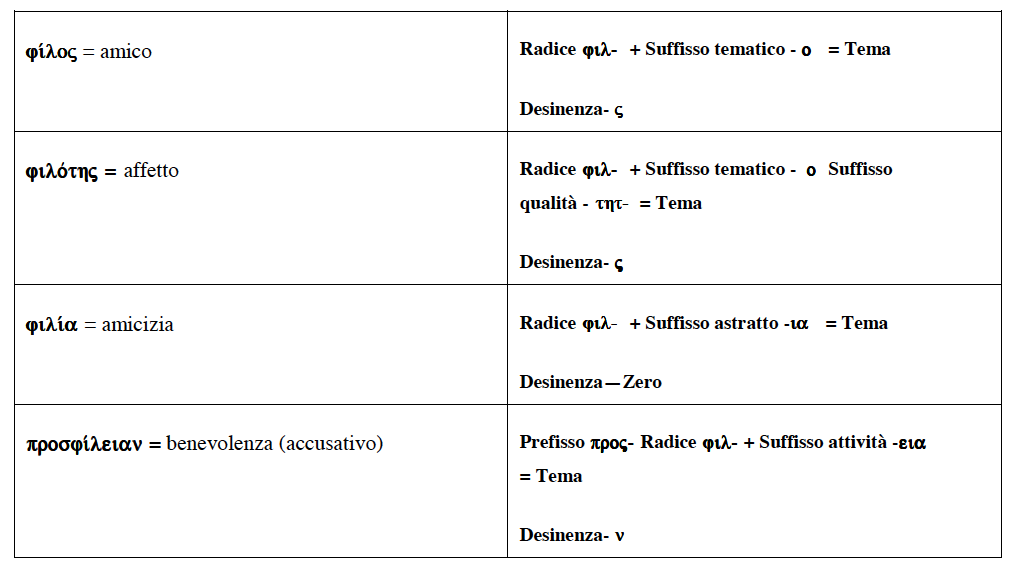 φίλος = amico
Radice φιλ- + Suffisso tematico - ο = Tema
Desinenza- ς
φιλότης = affetto
Radice φιλ- + Suffisso tematico - ο Suffisso
qualità - τητ- = Tema
Desinenza- ς
φιλία = amicizia
Radice φιλ- + Suffisso astratto -ια = Tema
Desinenza—Zero
προσφίλειαν = benevolenza (accusativo)
Prefisso προς- Radice φιλ- + Suffisso attività -εια
= Tema
Desinenza- ν